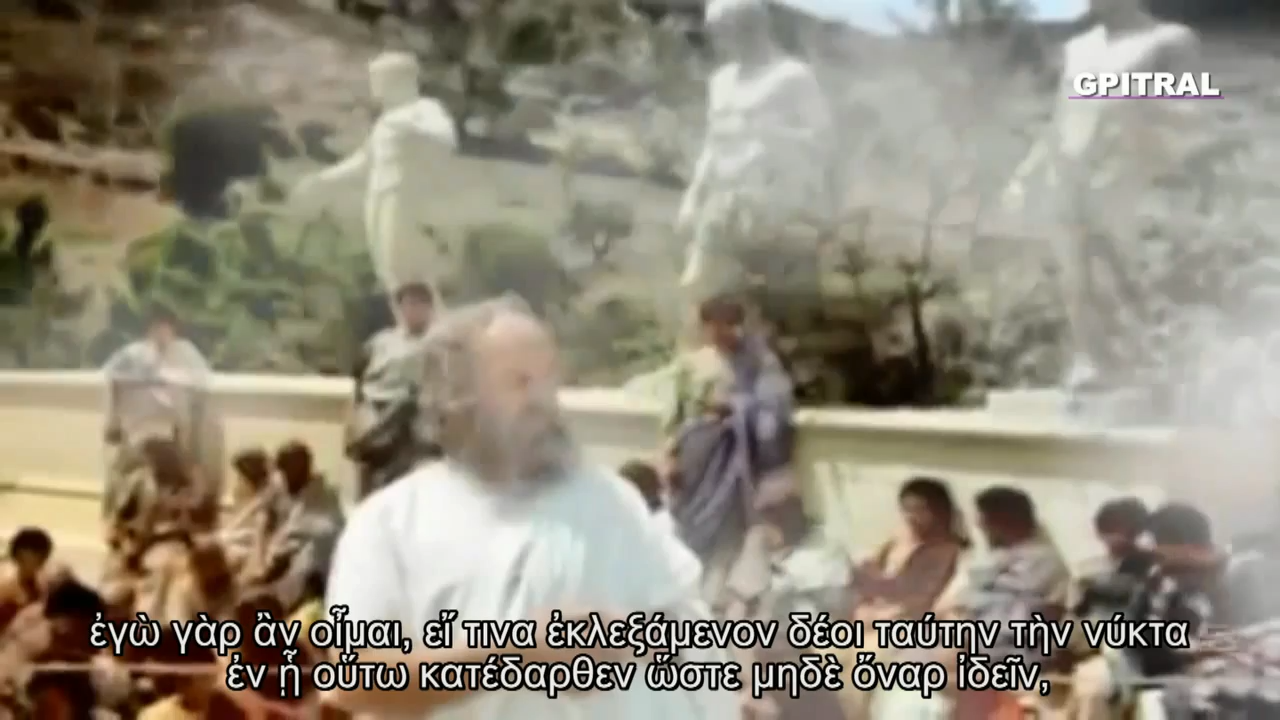 GPITRAL
ἐγὼ γὰρ ἂν οἶμαι, εἴ τινα ἐκλεξάμενον δέοι ταύτην τὴν νύκτα
ἐν ᾗ οὕτω κατέδαρθεν ὥστε μηδὲ ὄναρ ἰδεῖν,